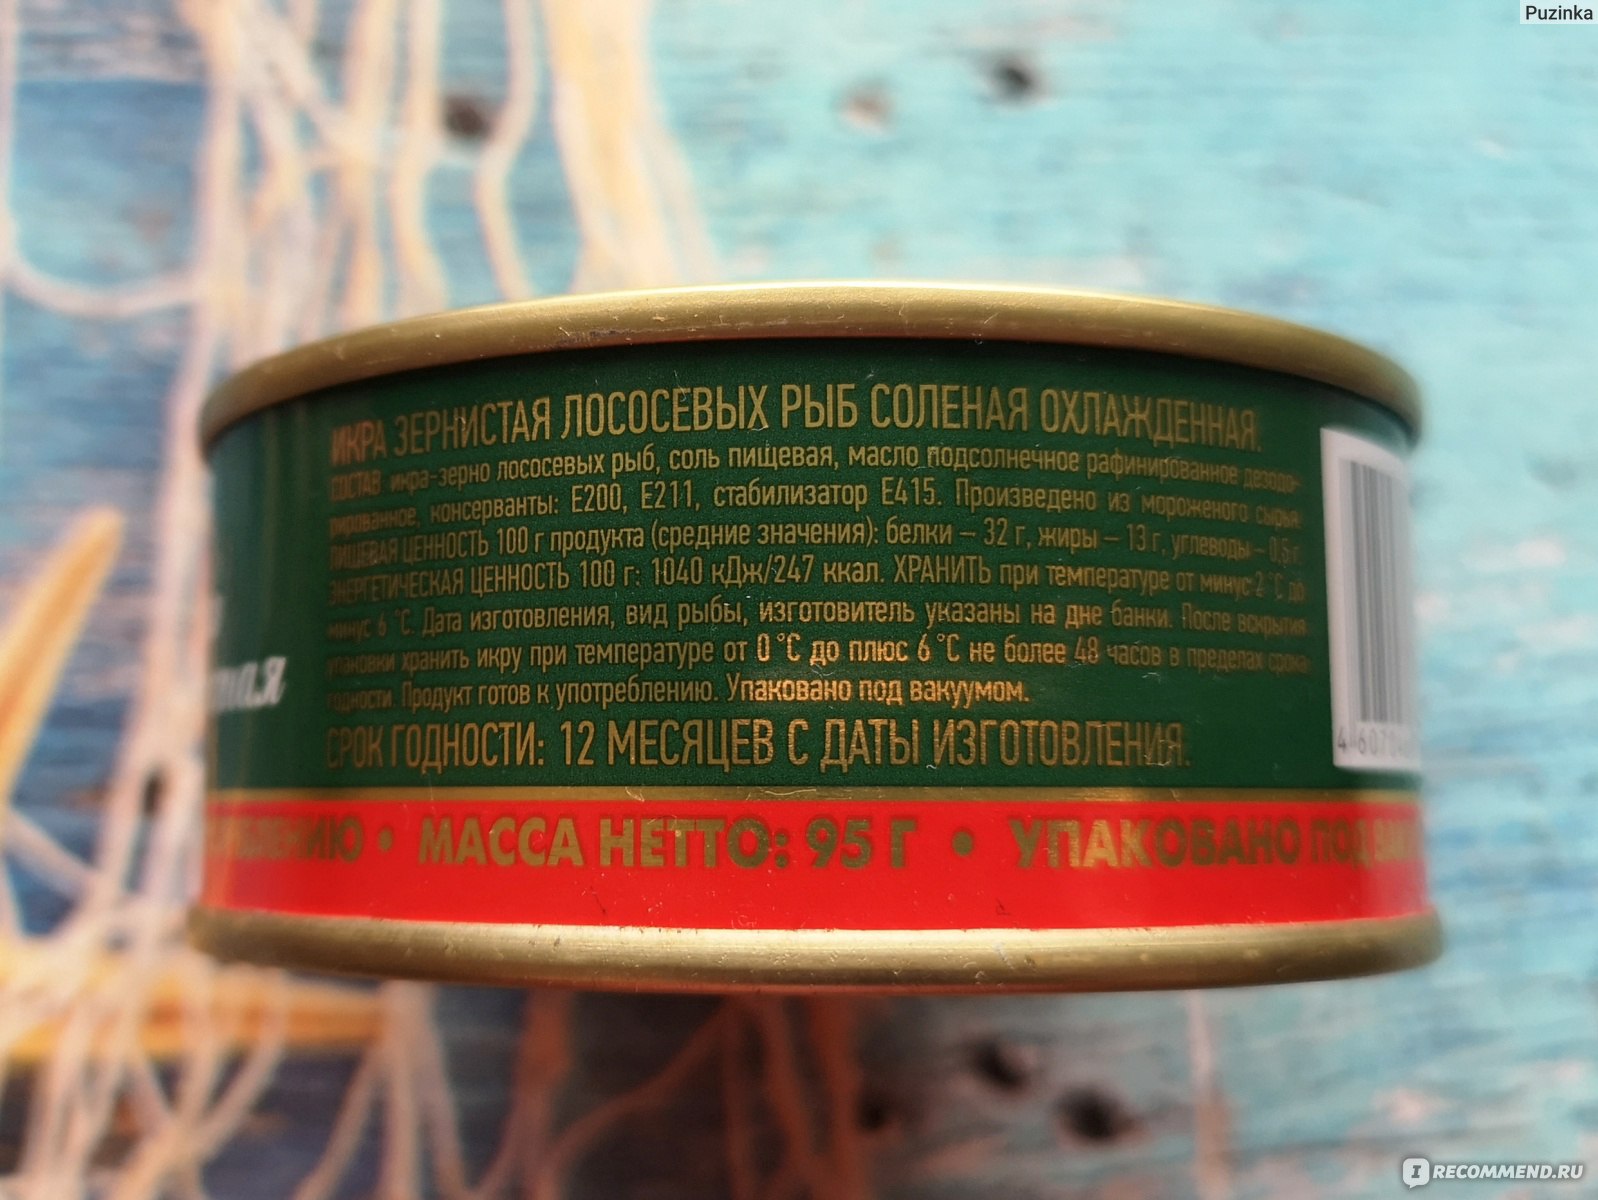 Puzinka
ИКРА ЗЕРНИСТАЯ ЛОСОСЕВЫХ РЫБ СОЛЕНАЯ ОХЛАЖДЕННАЯ.
СОСТАВ: икра-зерно лососевых рыб, соль пищевая, масло подсолнечное рафинированное дезодо-
рированное, консерванты: Е200, Е211, стабилизатор Е415. Произведено из мороженого сырья.
ПИЩЕВАЯ ЦЕННОСТЬ 100 г продукта (средние значения): белки – 32 г, жиры – 13 г, углеводы – 0,5 г.
ЭНЕРГЕТИЧЕСКАЯ ЦЕННОСТЬ 100 г: 1040 кДж/247 ккал. ХРАНИТЬ при температуре от минус 2 °С до
минус 6 °С. Дата изготовления, вид рыбы, изготовитель указаны на дне банки. После вскрытия
упаковки хранить икру при температуре от 0 °С до плюс 6 °С не более 48 часов в пределах срока
годности. Продукт готов к употреблению. Упаковано под вакуумом.
СРОК ГОДНОСТИ: 12 МЕСЯЦЕВ С ДАТЫ ИЗГОТОВЛЕНИЯ.
• МАССА НЕТТО: 95 Г • УПАКОВАНО ПОД
IRECOMMEND.RU